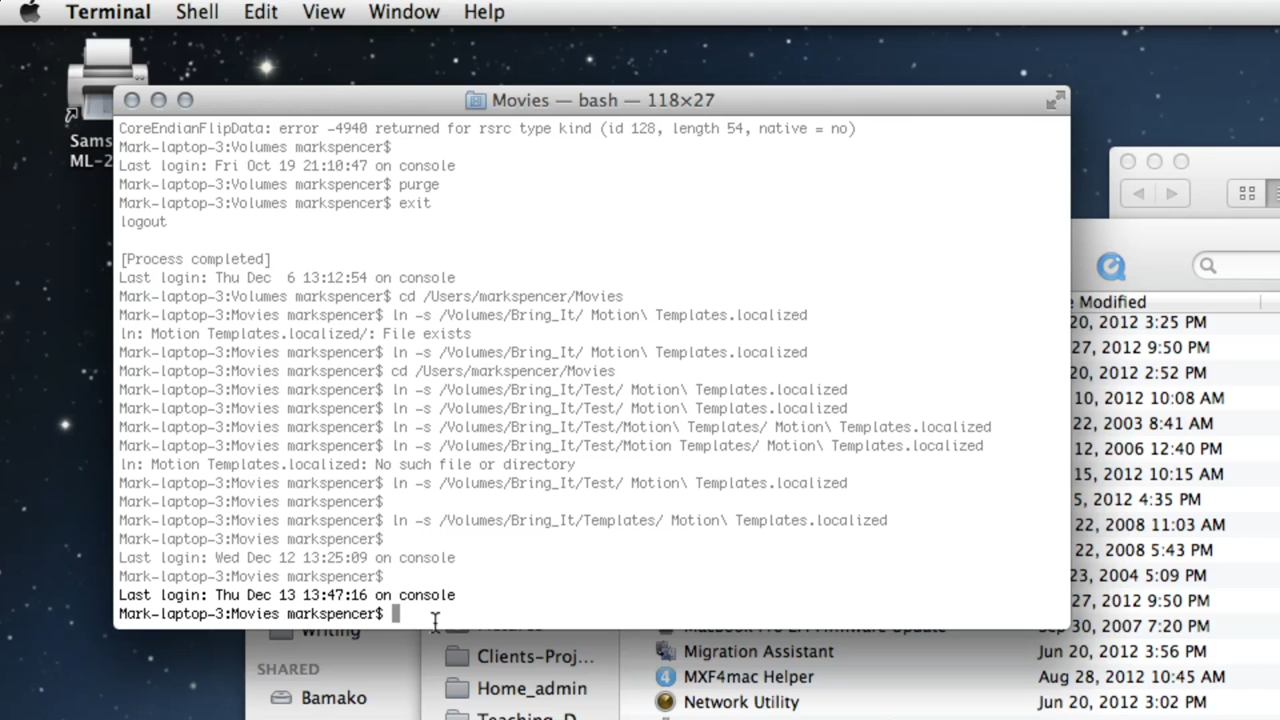 Terminal Shell Edit View Window Help
Sams
ML-2
Movies — bash — 118×27
CoreEndianFlipData: error -4940 returned for rsrc type kind (id 128, length 54, native = no)
Mark-laptop-3:Volumes markspencer$
Last login: Fri Oct 19 21:10:47 on console
Mark-laptop-3:Volumes markspencer$ purge
Mark-laptop-3:Volumes markspencer$ exit
logout
[Process completed]
Last login: Thu Dec  6 13:12:54 on console
Mark-laptop-3:Volumes markspencer$ cd /Users/markspencer/Movies
Mark-laptop-3:Movies markspencer$ ln -s /Volumes/Bring_It/ Motion\ Templates.localized
ln: Motion Templates.localized/: File exists
Mark-laptop-3:Movies markspencer$ ln -s /Volumes/Bring_It/ Motion\ Templates.localized
Mark-laptop-3:Movies markspencer$ cd /Users/markspencer/Movies
Mark-laptop-3:Movies markspencer$ ln -s /Volumes/Bring_It/Test/ Motion\ Templates.localized
Mark-laptop-3:Movies markspencer$ ln -s /Volumes/Bring_It/Test/ Motion\ Templates.localized
Mark-laptop-3:Movies markspencer$ ln -s /Volumes/Bring_It/Test/Motion\ Templates/ Motion\ Templates.localized
Mark-laptop-3:Movies markspencer$ ln -s /Volumes/Bring_It/Test/Motion Templates/ Motion\ Templates.localized
ln: Motion Templates.localized: No such file or directory
Mark-laptop-3:Movies markspencer$ ln -s /Volumes/Bring_It/Test/ Motion\ Templates.localized
Mark-laptop-3:Movies markspencer$
Mark-laptop-3:Movies markspencer$ ln -s /Volumes/Bring_It/Templates/ Motion\ Templates.localized
Mark-laptop-3:Movies markspencer$
Last login: Wed Dec 12 13:25:09 on console
Mark-laptop-3:Movies markspencer$
Last login: Thu Dec 13 13:47:16 on console
Mark-laptop-3:Movies markspencer$
e Modified
20, 2012 3:25 PM
27, 2012 9:50 PM
20, 2012 2:52 PM
10, 2012 10:08 AM
22, 2003 8:41 AM
12, 2006 12:40 PM
15, 2012 10:15 AM
5, 2012 4:35 PM
22, 2008 11:03 AM
22, 2008 5:43 PM
23, 2004 5:09 PM
27, 2012 9:50 PM
Sep 30, 2007 7:20 PM
Writing
SHARED
Bamako
Clients-Proj...
Home_admin
Migration Assistant Jun 20, 2012 3:56 PM
MXF4mac Helper Aug 28, 2012 10:45 AM
Network Utility Jun 20, 2012 3:02 PM